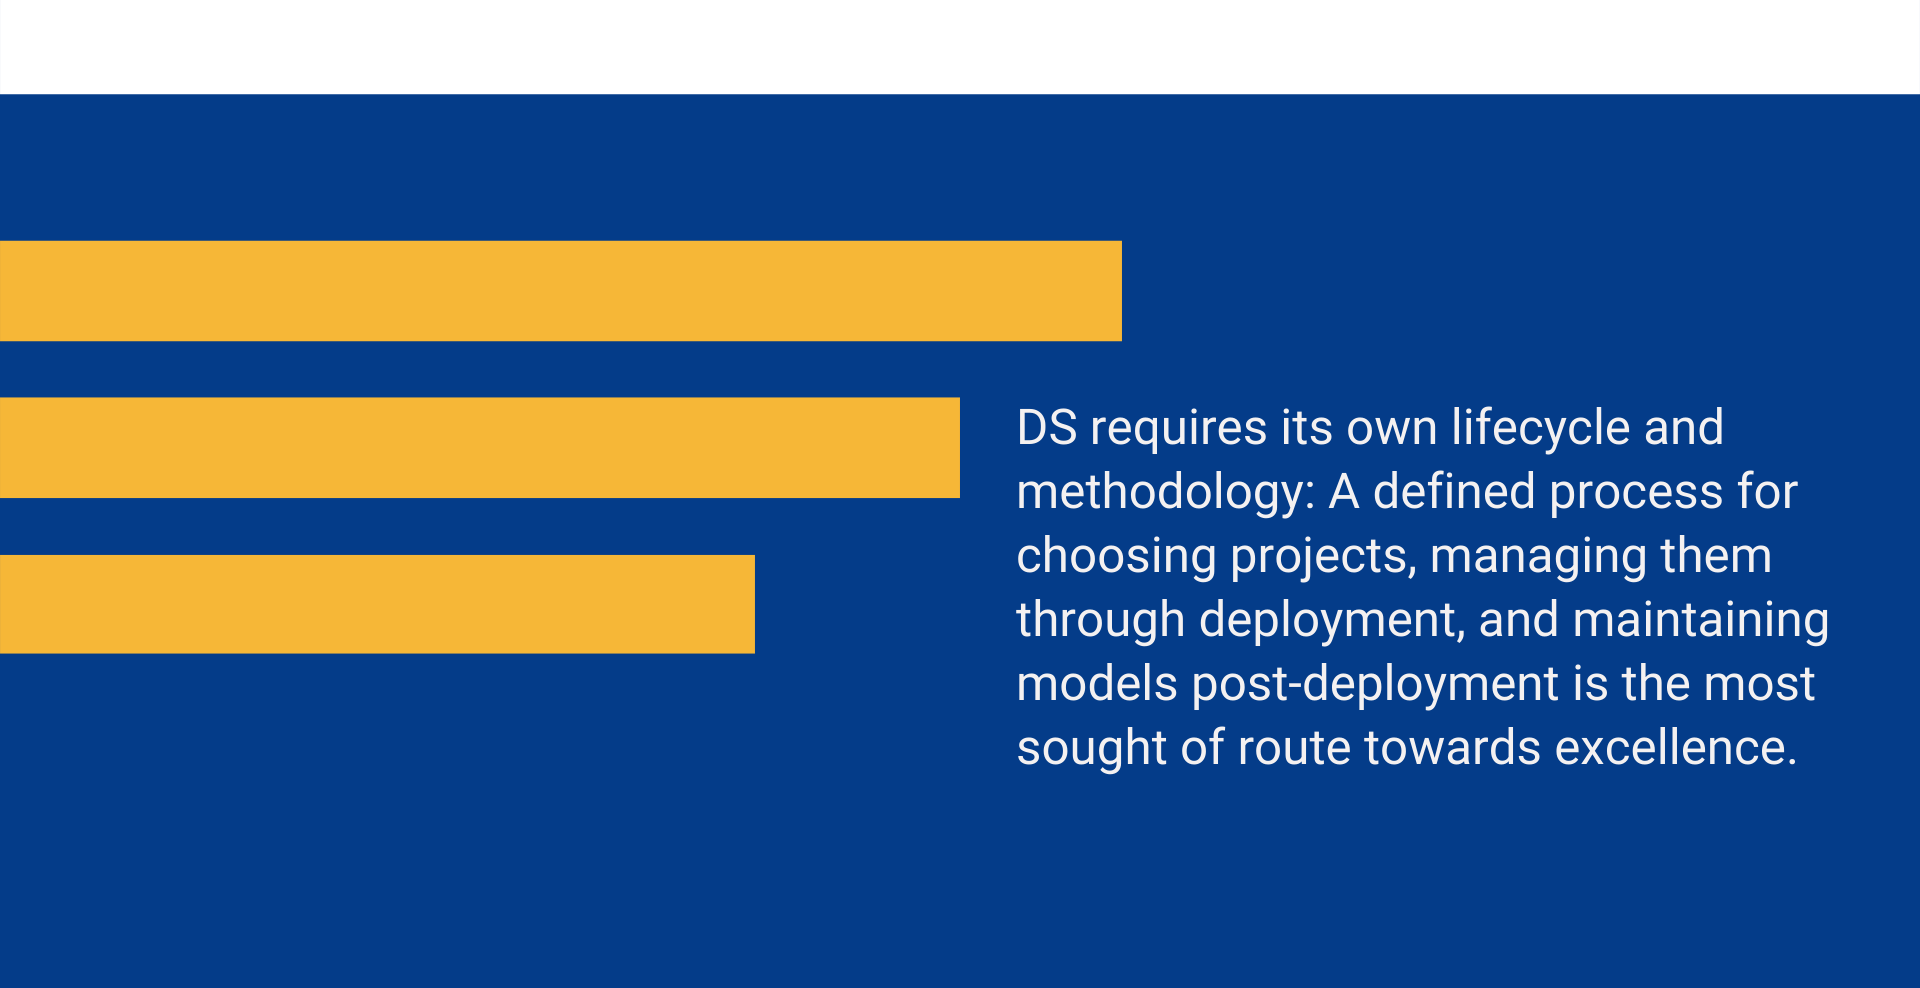 DS requires its own lifecycle and
methodology: A defined process for
choosing projects, managing them
through deployment, and maintaining
models post-deployment is the most
sought of route towards excellence.